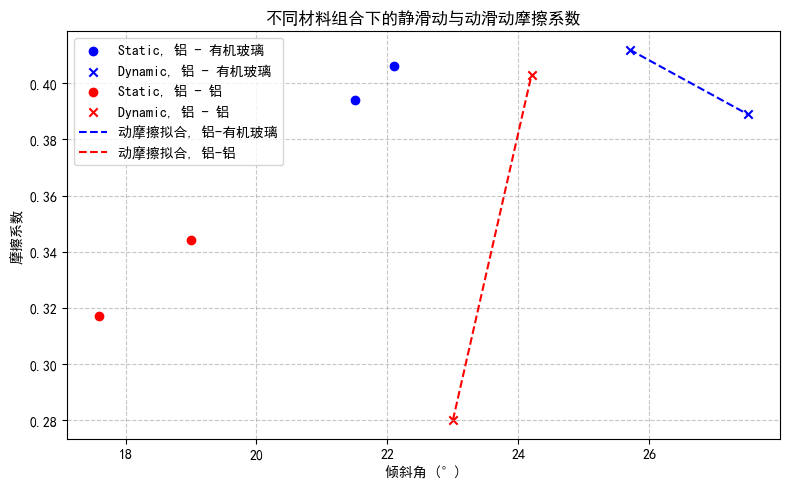 不同材料组合下的静滑动与动滑动摩擦系数
Static, 铝 - 有机玻璃
Dynamic, 铝 - 有机玻璃
Static, 铝 - 铝
Dynamic, 铝 - 铝
动摩擦拟合, 铝-有机玻璃
动摩擦拟合, 铝-铝
摩擦系数
0.40
0.38
0.36
0.34
0.32
0.30
0.28
18
20
22
24
26
倾斜角 (°)